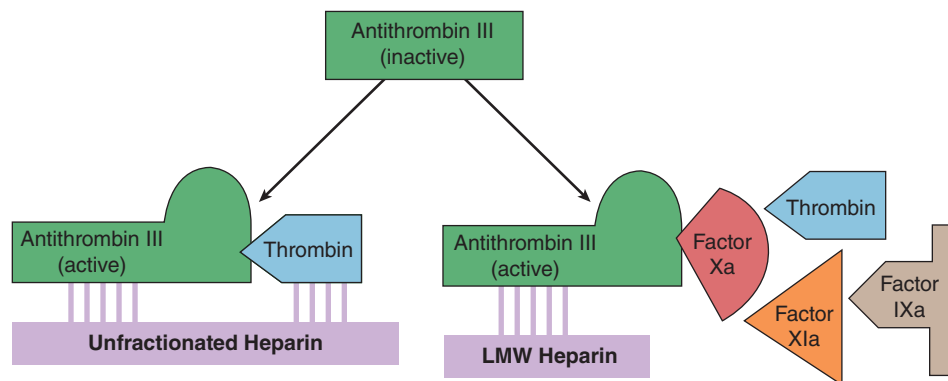 Antithrombin III
(inactive)
Antithrombin III
(active)
Thrombin
Unfractionated Heparin
Antithrombin III
(active)
Factor
Xa
Thrombin
Factor
XIa
Factor
IXa
LMW Heparin